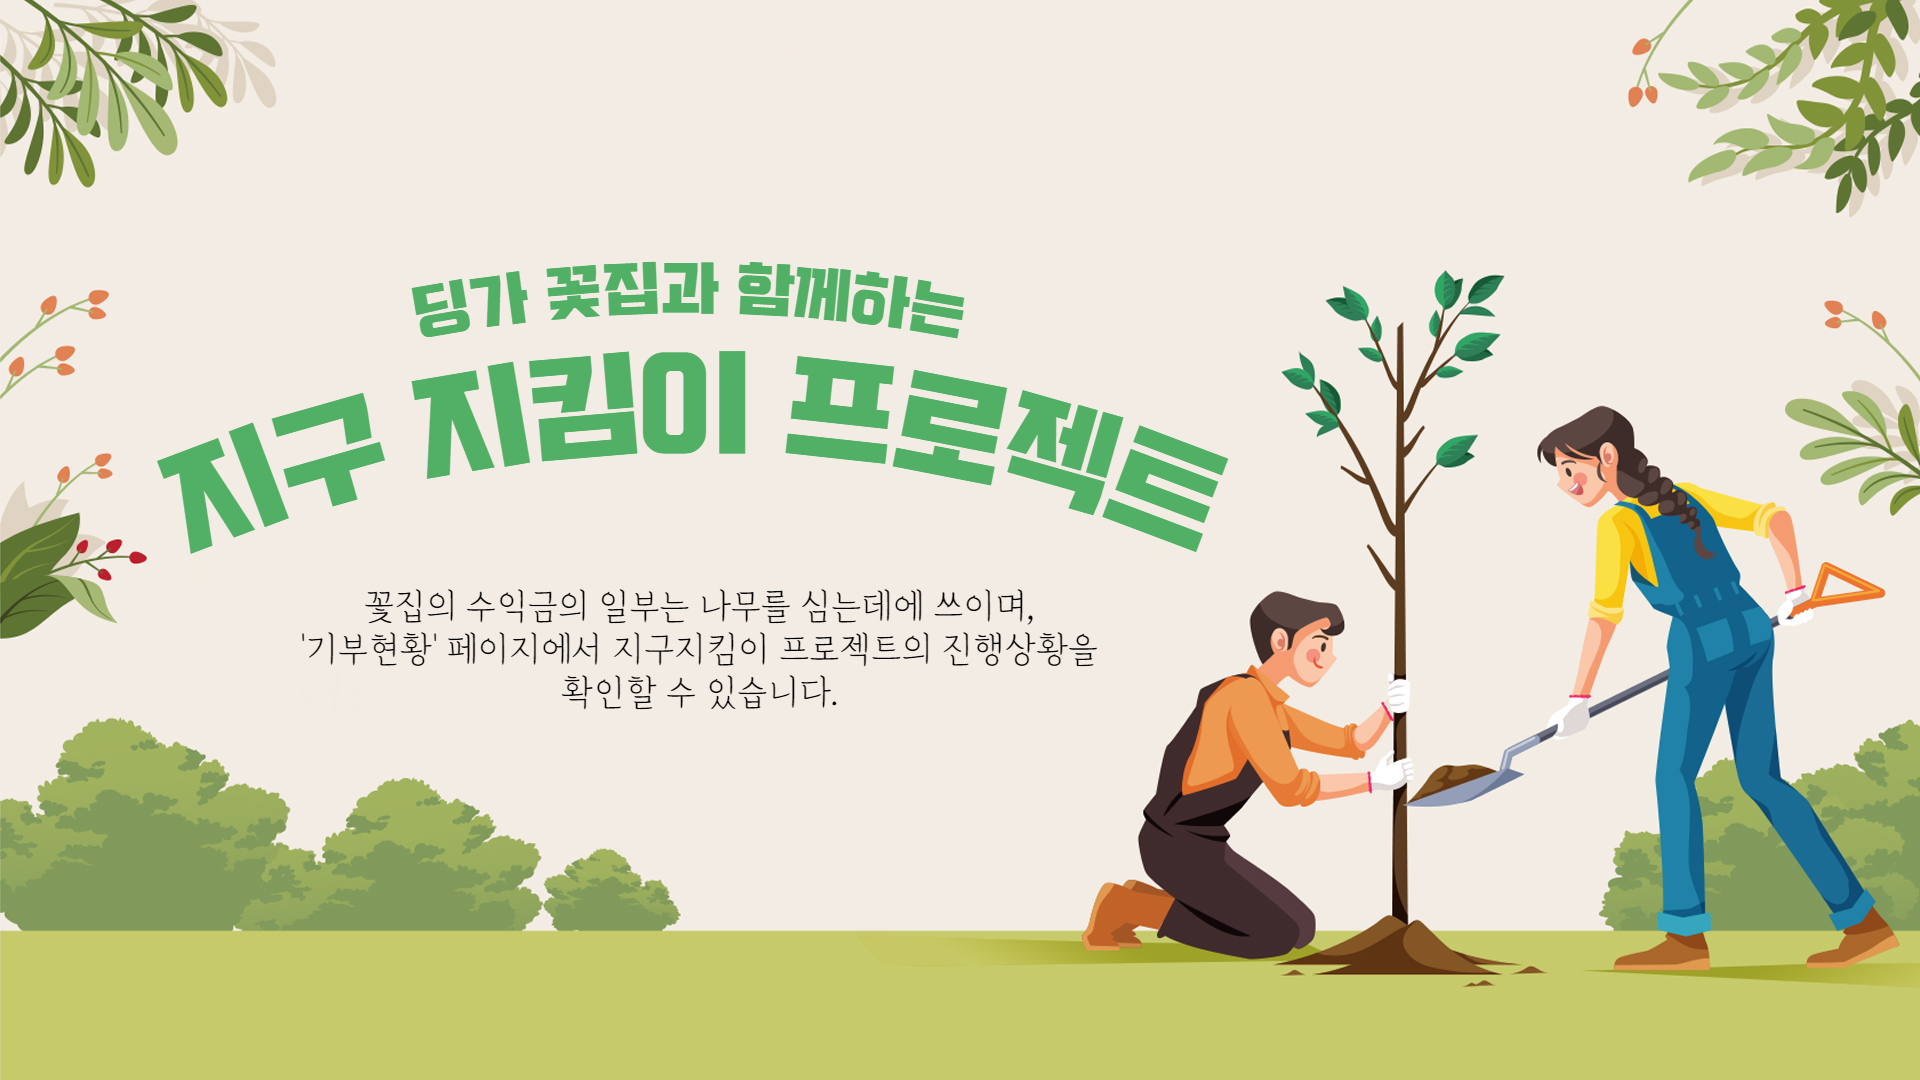 딩가 꽃집과 함께하는
지구 지킴이 프로젝트
꽃집의 수익금의 일부는 나무를 심는데에 쓰이며,
'기부현황' 페이지에서 지구지킴이 프로젝트의 진행상황을
확인할 수 있습니다.